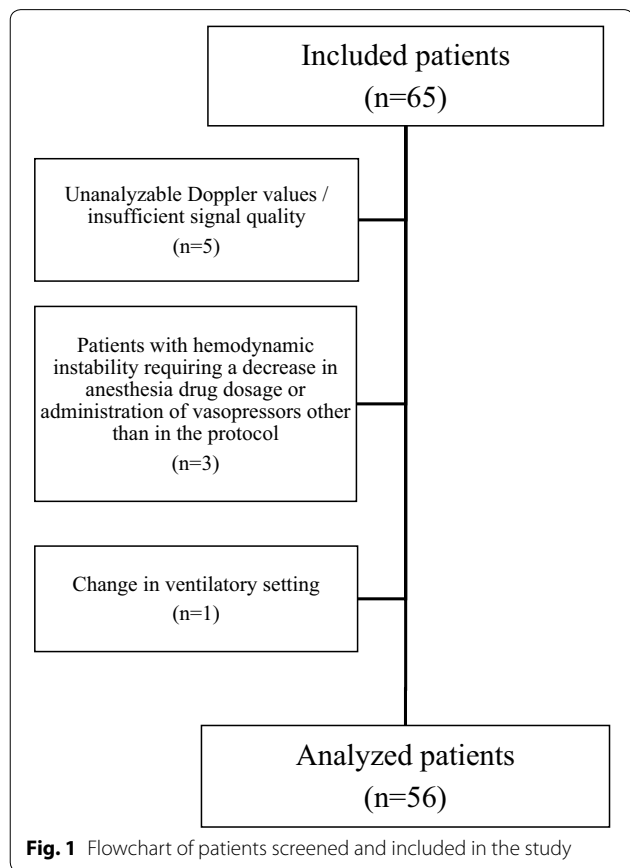 Included patients
(n=65)
Unanalyzable Doppler values /
insufficient signal quality
(n=5)
Patients with hemodynamic
instability requiring a decrease in
anesthesia drug dosage or
administration of vasopressors other
than in the protocol
(n=3)
Change in ventilatory setting
(n=1)
Analyzed patients
(n=56)
Fig. 1 Flowchart of patients screened and included in the study